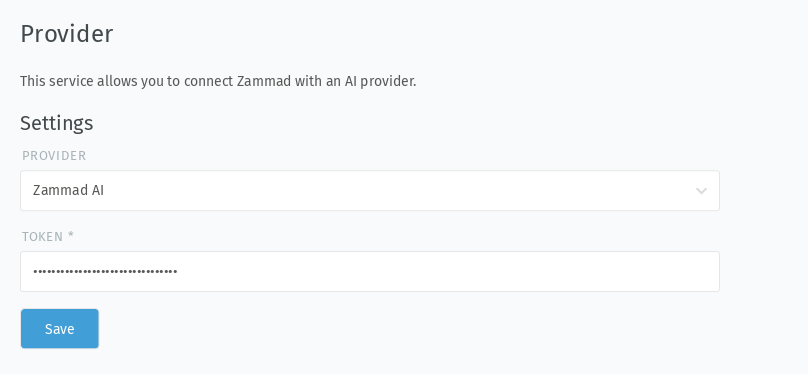 Provider
This service allows you to connect Zammad with an AI provider.
Settings
PROVIDER
Zammad AI
TOKEN *
••••••••••••••••••••••••••••••••
Save